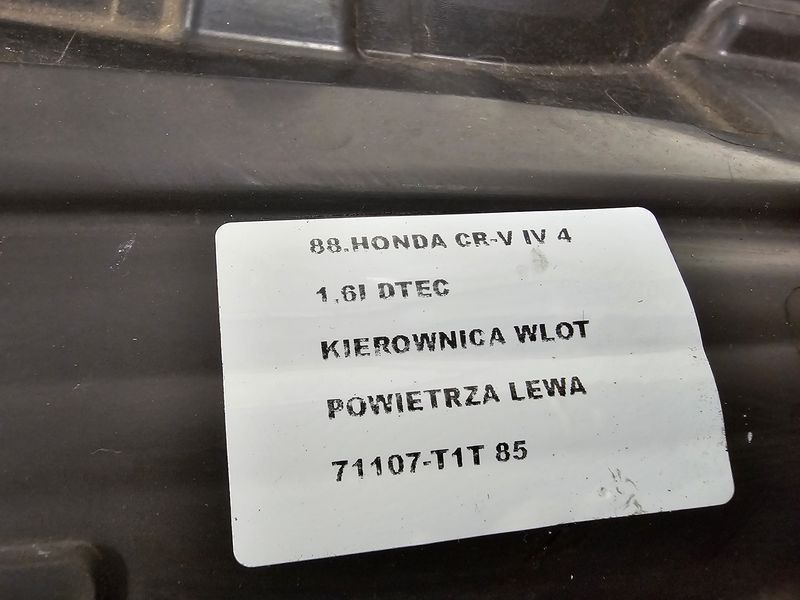 88.HONDA CR-V IV 4
1,6I DTEC
KIEROWNICA WLOT
POWIETRZA LEWA
71107-T1T 85